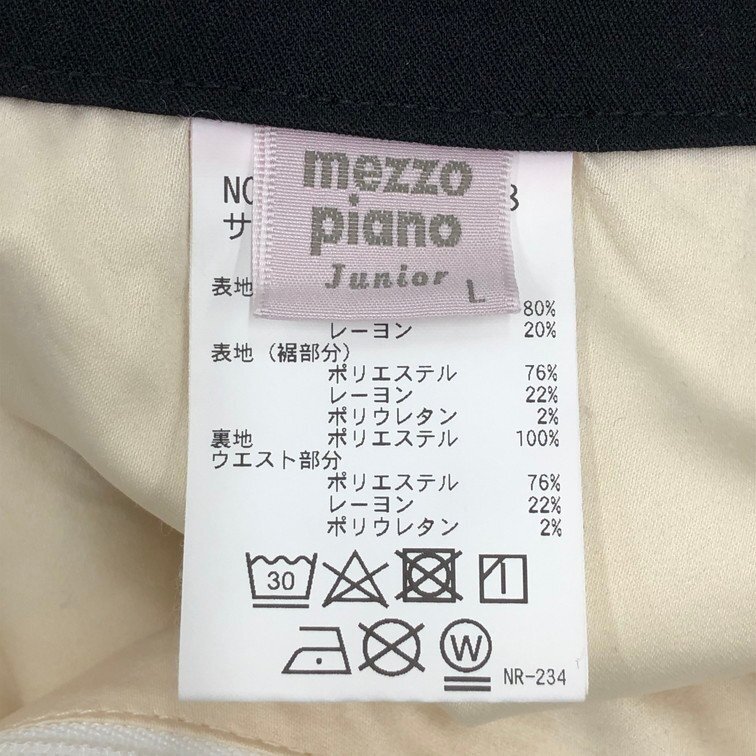 mezzo
piano
Junior L
サ
表地
80%
レーヨン 20%
表地(裾部分)
ポリエステル 76%
レーヨン 22%
ポリウレタン 2%
裏地 ポリエステル 100%
ウエスト部分
ポリエステル 76%
レーヨン 22%
ポリウレタン 2%
30
W
NR-234